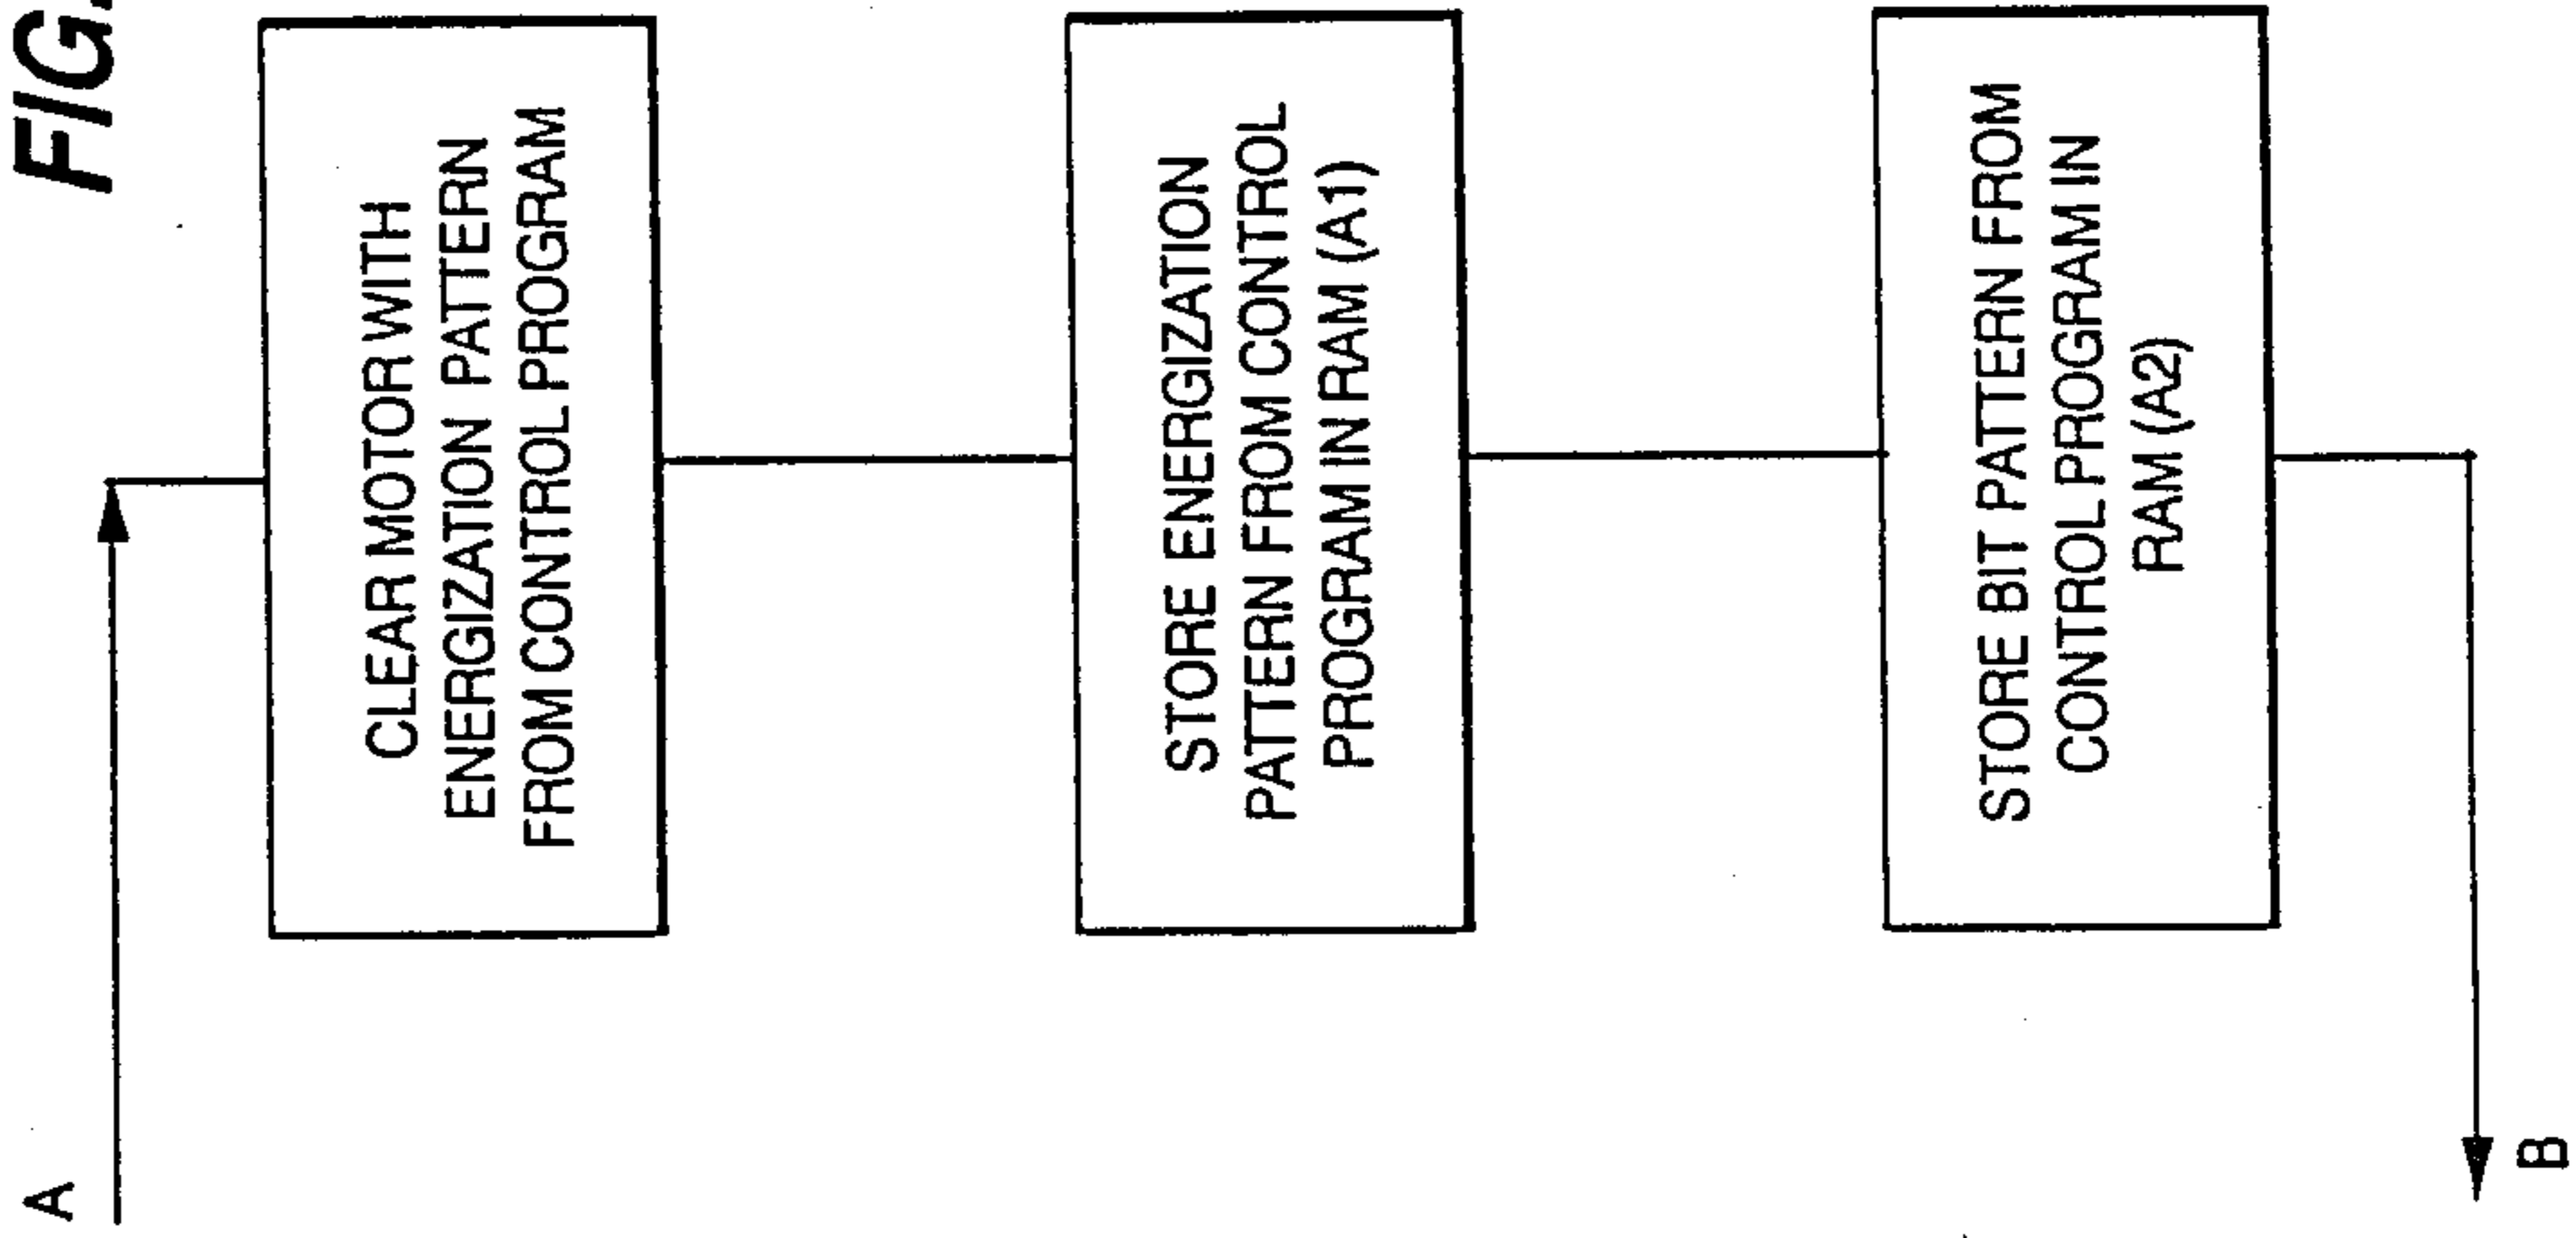 FIG.
A
CLEAR MOTOR WITH
ENERGIZATION PATTERN
FROM CONTROL PROGRAM
STORE ENERGIZATION
PATTERN FROM CONTROL
PROGRAM IN RAM (A1)
STORE BIT PATTERN FROM
CONTROL PROGRAM IN
RAM (A2)
B